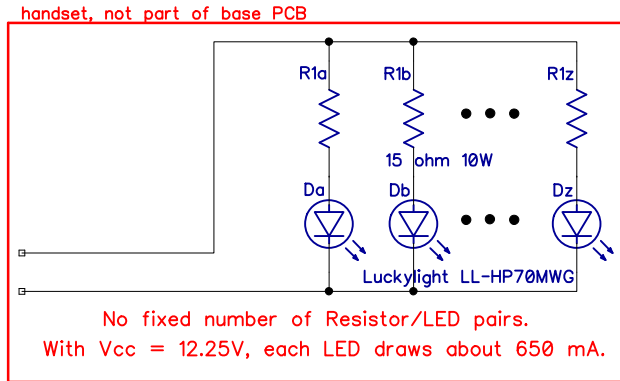 handset, not part of base PCB
R1a R1b R1z
15 ohm 10W
Da Db Dz
Luckylight LL-HP70MWG
No fixed number of Resistor/LED pairs.
With Vcc = 12.25V, each LED draws about 650 mA.